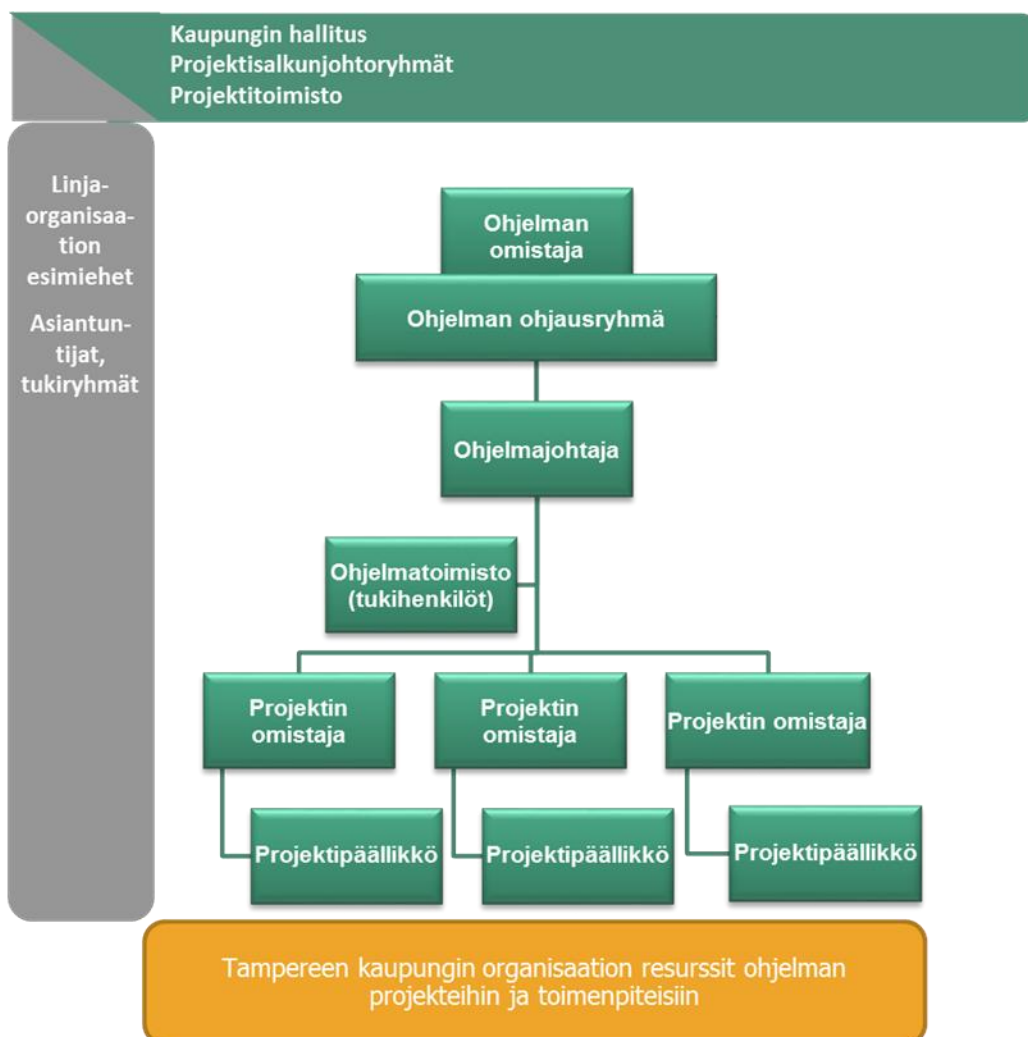 Kaupungin hallitus
Projektisalkunjohtoryhmät
Projektitoimisto
Linja-
organisaa-
tion
esimiehet
Asiantun-
tijat,
tukiryhmät
Ohjelman
omistaja
Ohjelman ohjausryhmä
Ohjelmajohtaja
Ohjelmatoimisto
(tukihenkilöt)
Projektin
omistaja
Projektin
omistaja
Projektin omistaja
Projektipäällikkö
Projektipäällikkö
Projektipäällikkö
Tampereen kaupungin organisaation resurssit ohjelman
projekteihin ja toimenpiteisiin